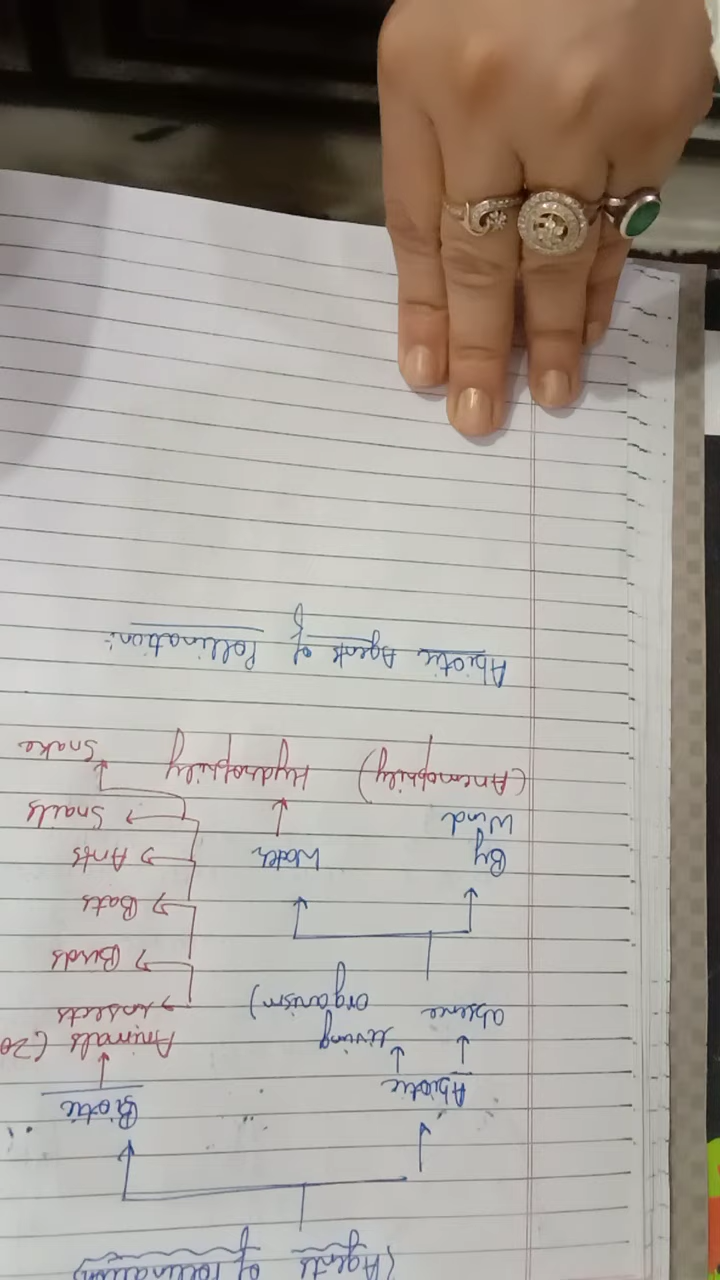 (Agents of Pollination)
Abiotic Biotic
absence living organism) Animals (zo
insects
Birds
By Wind Water Bats
Ants
Snails
(Anemophily) Hydrophily Snake
Abiotic Agents of Pollination: